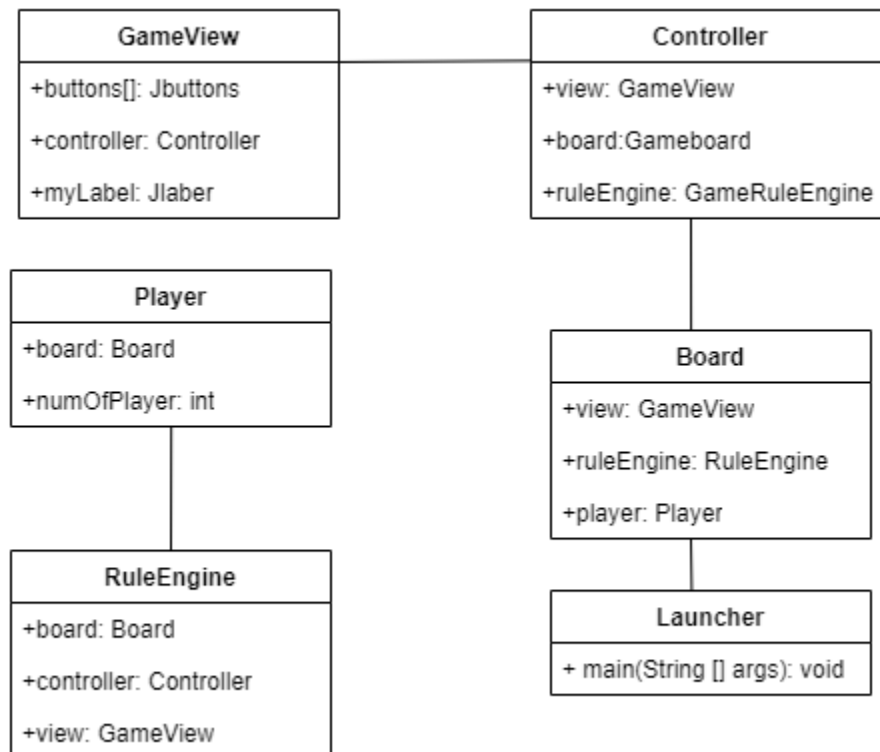 GameView
+buttons[]: Jbuttons
+controller: Controller
+myLabel: Jlaber
Controller
+view: GameView
+board:Gameboard
+ruleEngine: GameRuleEngine
Player
+board: Board
+numOfPlayer: int
Board
+view: GameView
+ruleEngine: RuleEngine
+player: Player
RuleEngine
+board: Board
+controller: Controller
+view: GameView
Launcher
+ main(String [] args): void